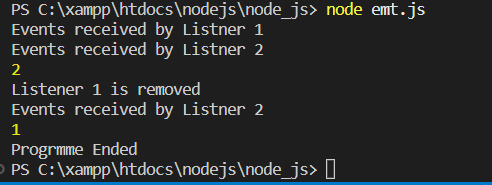 PS C:\xampp\htdocs\nodejs\node_js> node emt.js
Events received by Listner 1
Events received by Listner 2
2
Listener 1 is removed
Events received by Listner 2
1
Progrmme Ended
PS C:\xampp\htdocs\nodejs\node_js>